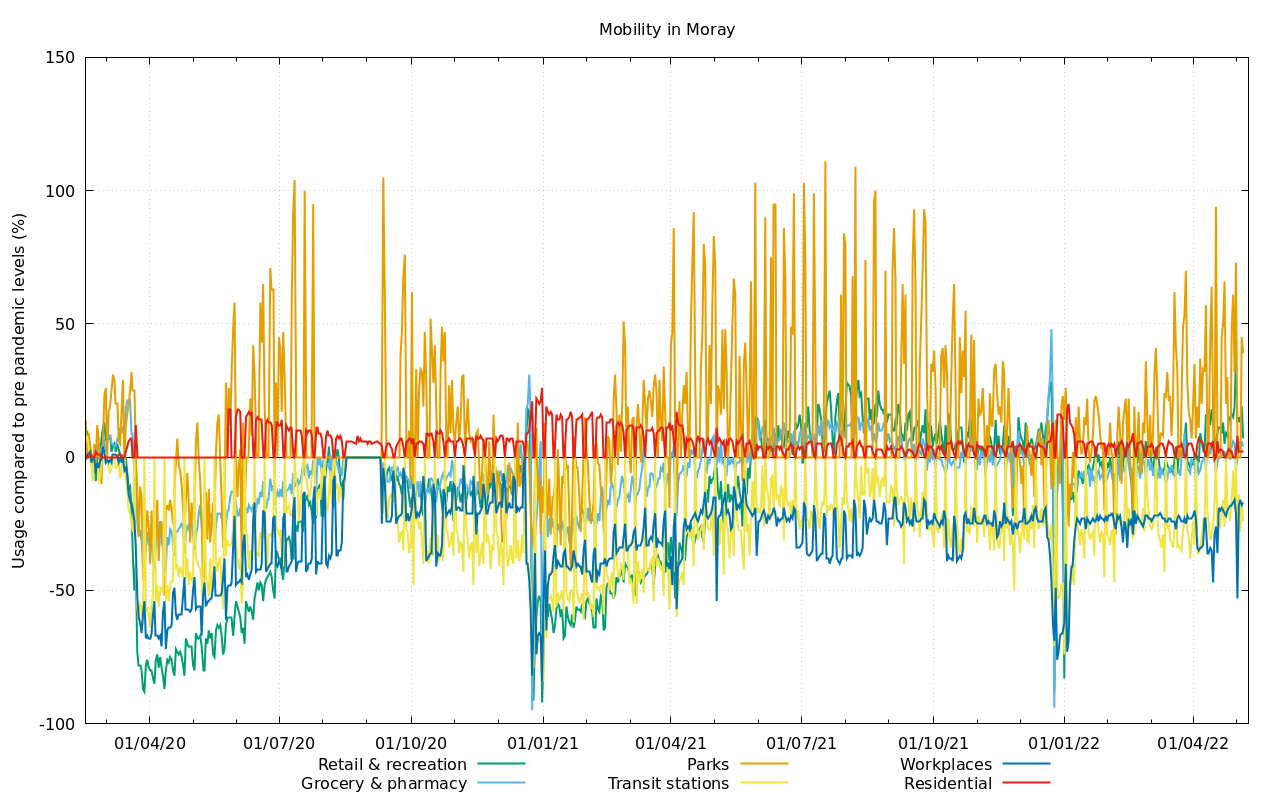 Mobility in Moray
Usage compared to pre pandemic levels (%)
150
100
50
0
-50
-100
01/04/20 01/07/20 01/10/20 01/01/21 01/04/21 01/07/21 01/10/21 01/01/22 01/04/22
Retail & recreation Parks Workplaces
Grocery & pharmacy Transit stations Residential